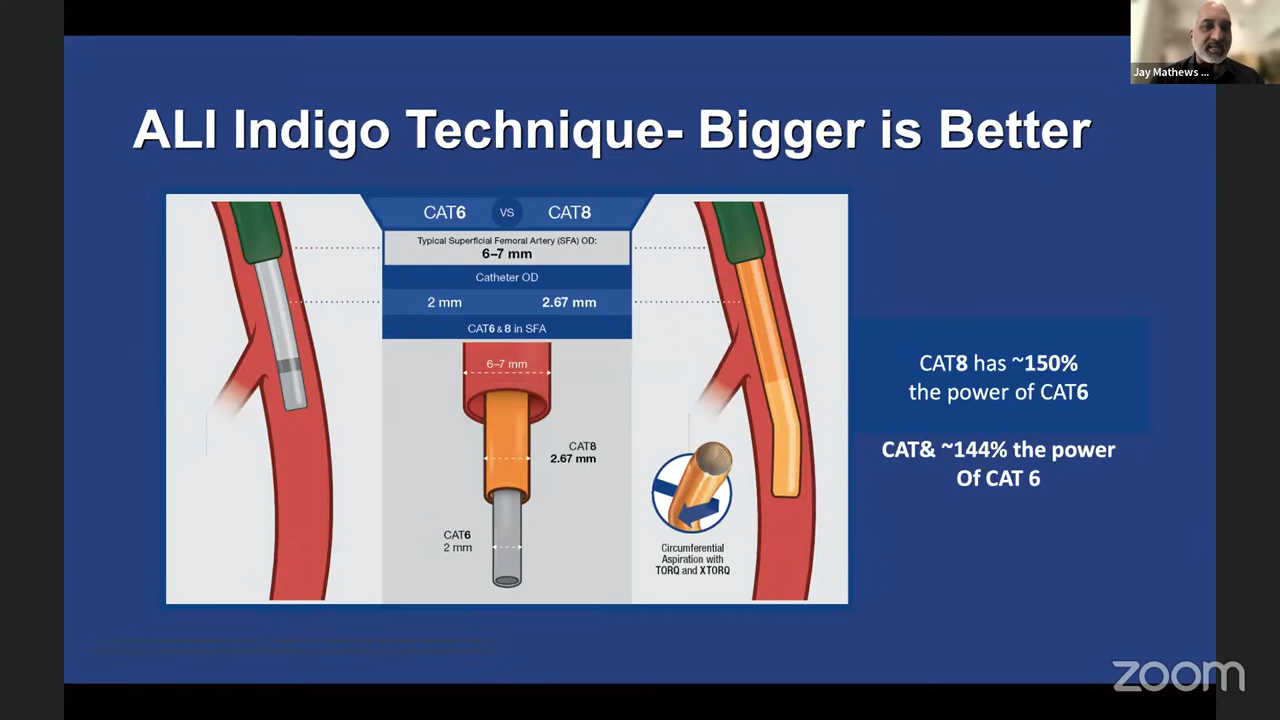 Jay Mathews ...
ALI Indigo Technique- Bigger is Better
CAT6 VS CAT8
Typical Superficial Femoral Artery (SFA) OD:
6–7 mm
Catheter OD
2 mm 2.67 mm
CAT6 & 8 in SFA
6–7 mm
CAT8
2.67 mm
CAT6
2 mm
Circumferential
Aspiration with
TORQ and XTORQ
CAT8 has ~150%
the power of CAT6
CAT& ~144% the power
Of CAT 6
zoom